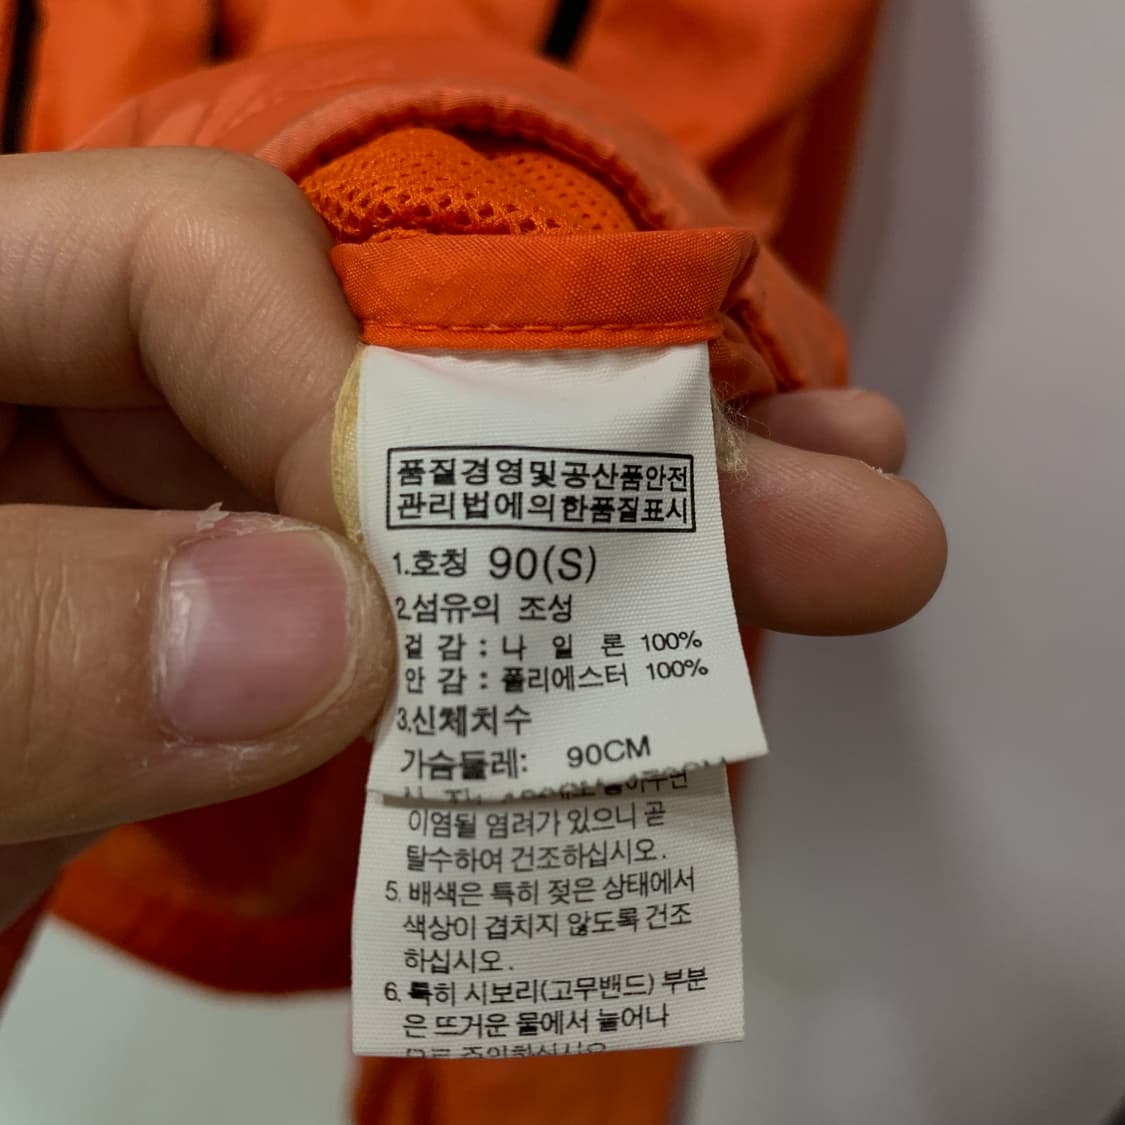 품질경영및공산품안전
관리법에의한품질표시
1.호칭 90(S)
2.섬유의 조성
겉 감 : 나 일 론 100%
안 감 : 폴리에스터 100%
3.신체치수
가슴둘레: 90CM
이염될 염려가 있으니 곧
탈수하여 건조하십시오.
5. 배색은 특히 젖은 상태에서
색상이 겹치지 않도록 건조
하십시오.
6. 특히 시보리(고무밴드) 부분
은 뜨거운 물에서 늘어나